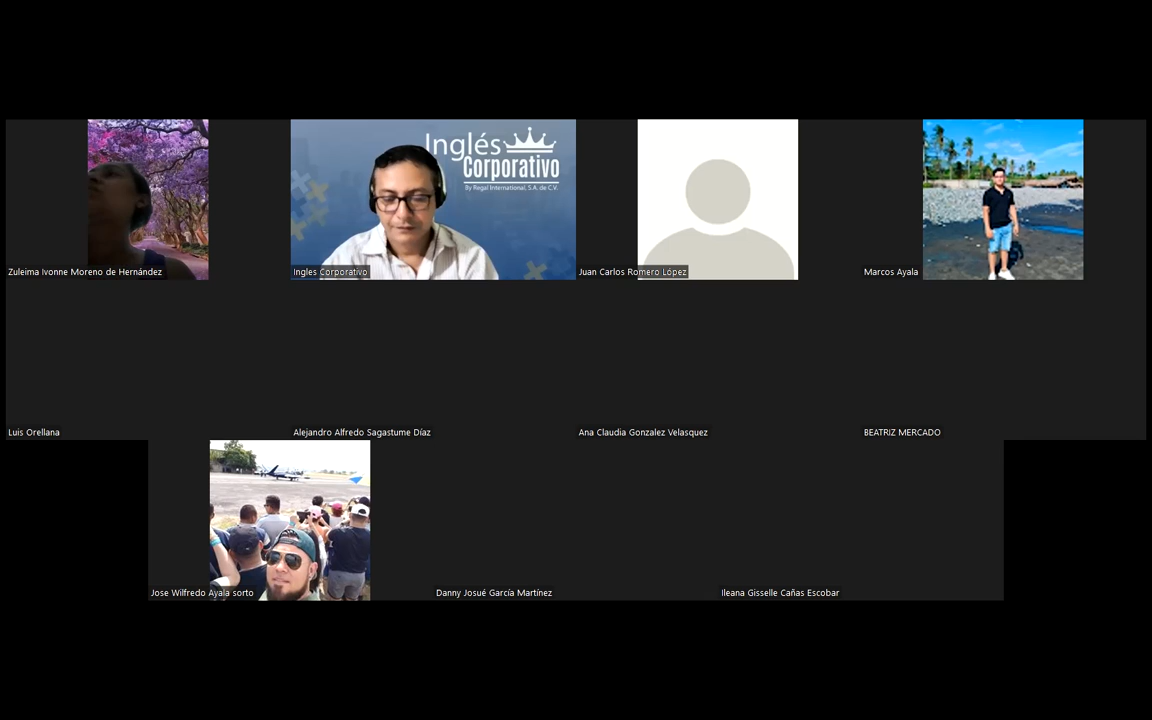 Inglés
Corporativo
By Regal International, S.A. de C.V.
Zuleima Ivonne Moreno de Hernández
Ingles Corporativo
Juan Carlos Romero López
Marcos Ayala
Luis Orellana
Alejandro Alfredo Sagastume Díaz
Ana Claudia Gonzalez Velasquez
BEATRIZ MERCADO
Jose Wilfredo Ayala sorto
Danny Josué García Martínez
Ileana Gisselle Cañas Escobar